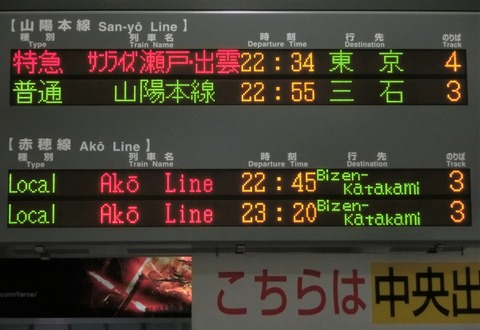 【山陽本線 San-yō Line】
種別 列車名 時刻 行先 のりば
Type Train Name Departure Time Destination Track
特急 サンライズ瀬戸・出雲 22:34 東京 4
普通 山陽本線 22:55 三石 3
【赤穂線 Akō Line】
種別 列車名 時刻 行先 のりば
Type Train Name Departure Time Destination Track
Local Akō Line 22:45 Bizen-Katakami 3
Local Akō Line 23:20 Bizen-Katakami 3
こちらは 中央出